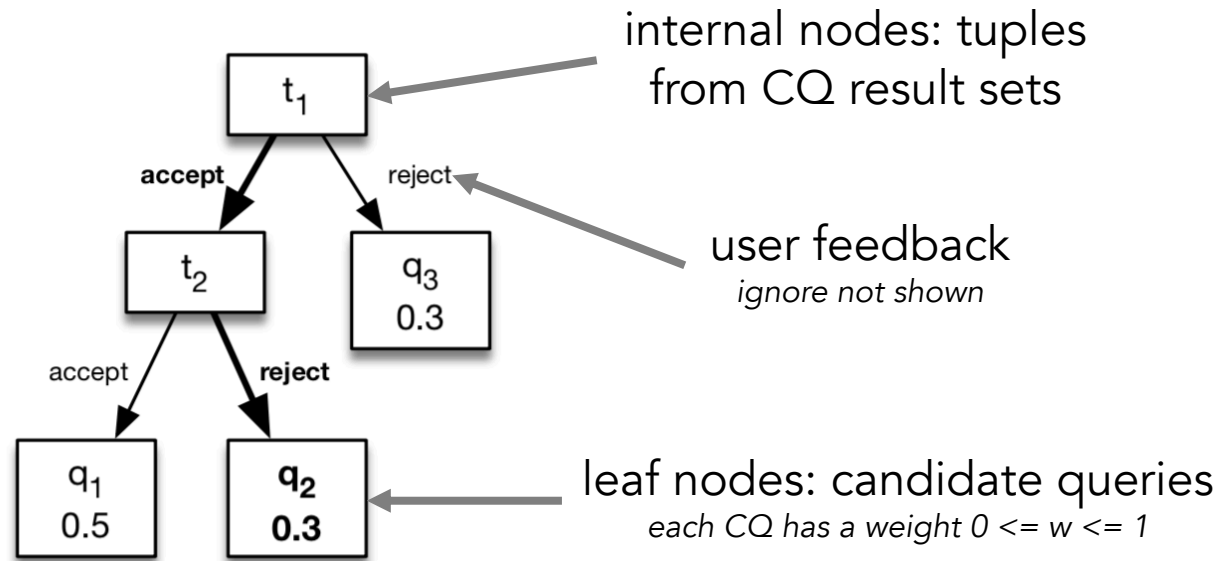 internal nodes: tuples
from CQ result sets
t₁
accept
reject
user feedback
ignore not shown
t₂
q₃
0.3
accept
reject
q₁
0.5
q₂
0.3
leaf nodes: candidate queries
each CQ has a weight 0 <= w <= 1